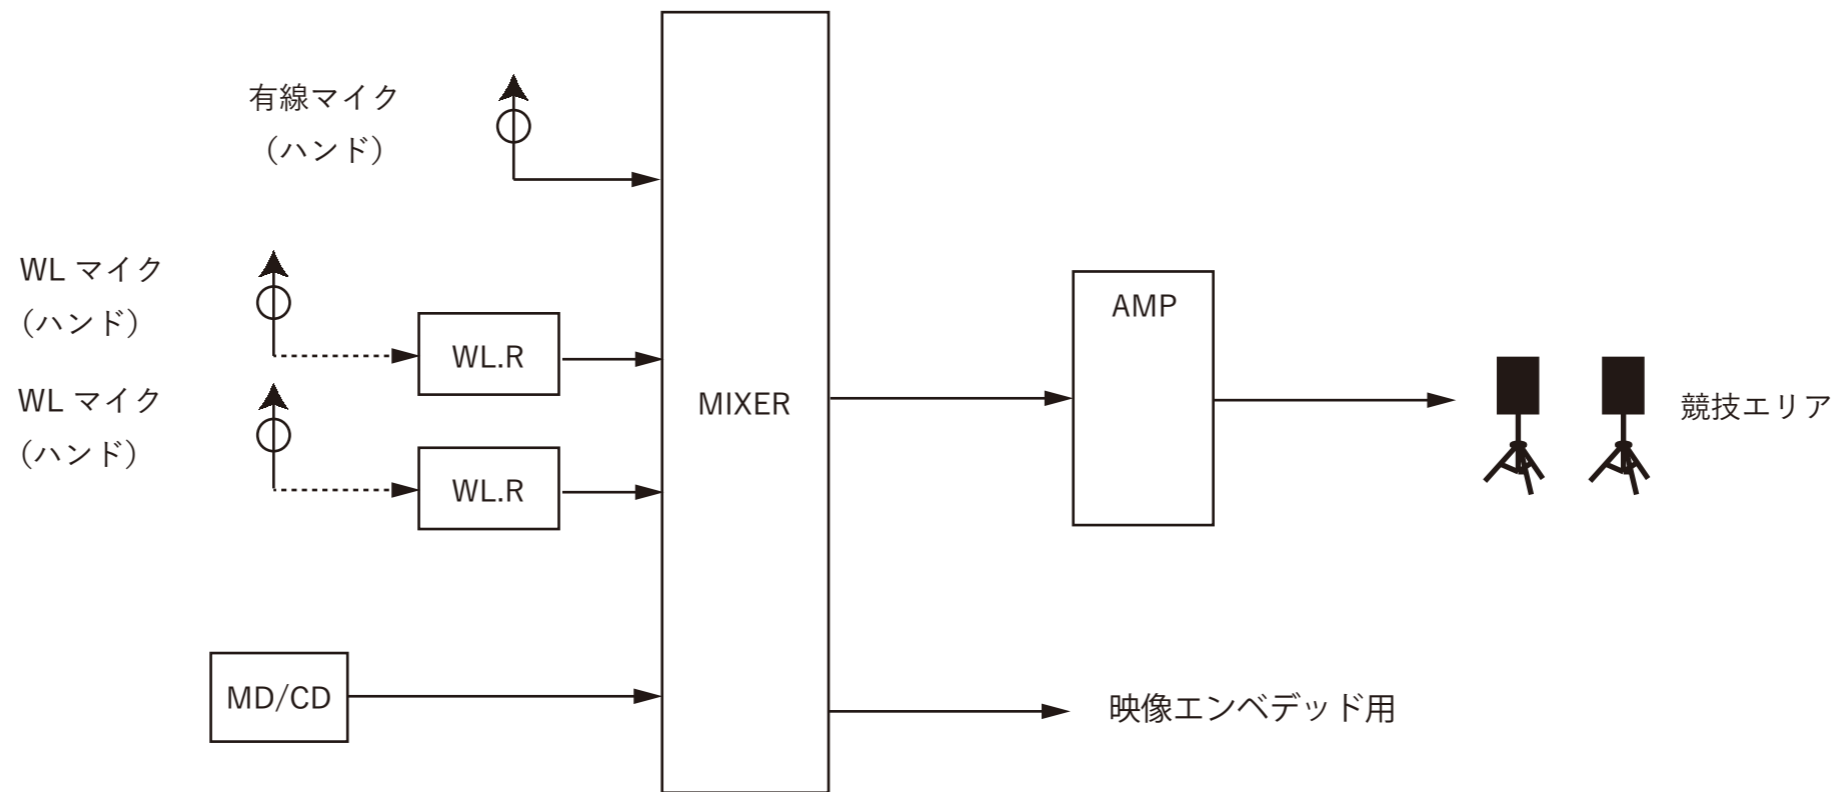 有線マイク
（ハンド）
WL マイク
（ハンド）
WL.R
WL マイク
（ハンド）
WL.R
MD/CD
MIXER
AMP
競技エリア
映像エンベデッド用